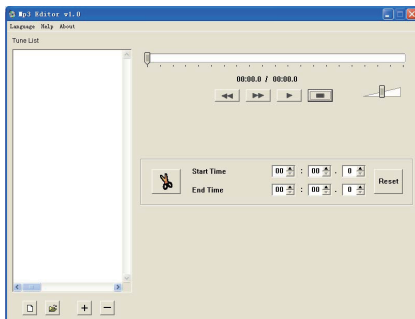 Mp3 Editor v1.0
Language Help About
Tune List
00:00.0 / 00:00.0
Start Time 00 : 00 . 0
End Time 00 : 00 . 0
Reset